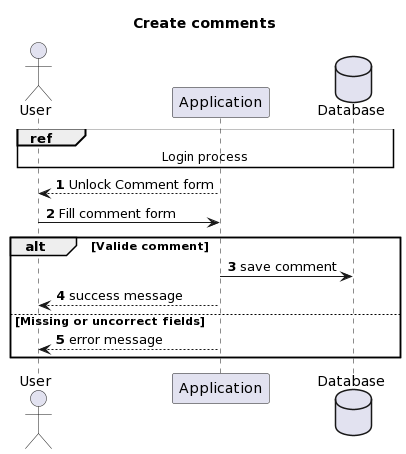 Create comments
User
Application
Database
ref
Login process
1 Unlock Comment form
2 Fill comment form
alt [Valide comment]
3 save comment
4 success message
[Missing or uncorrect fields]
5 error message
User
Application
Database